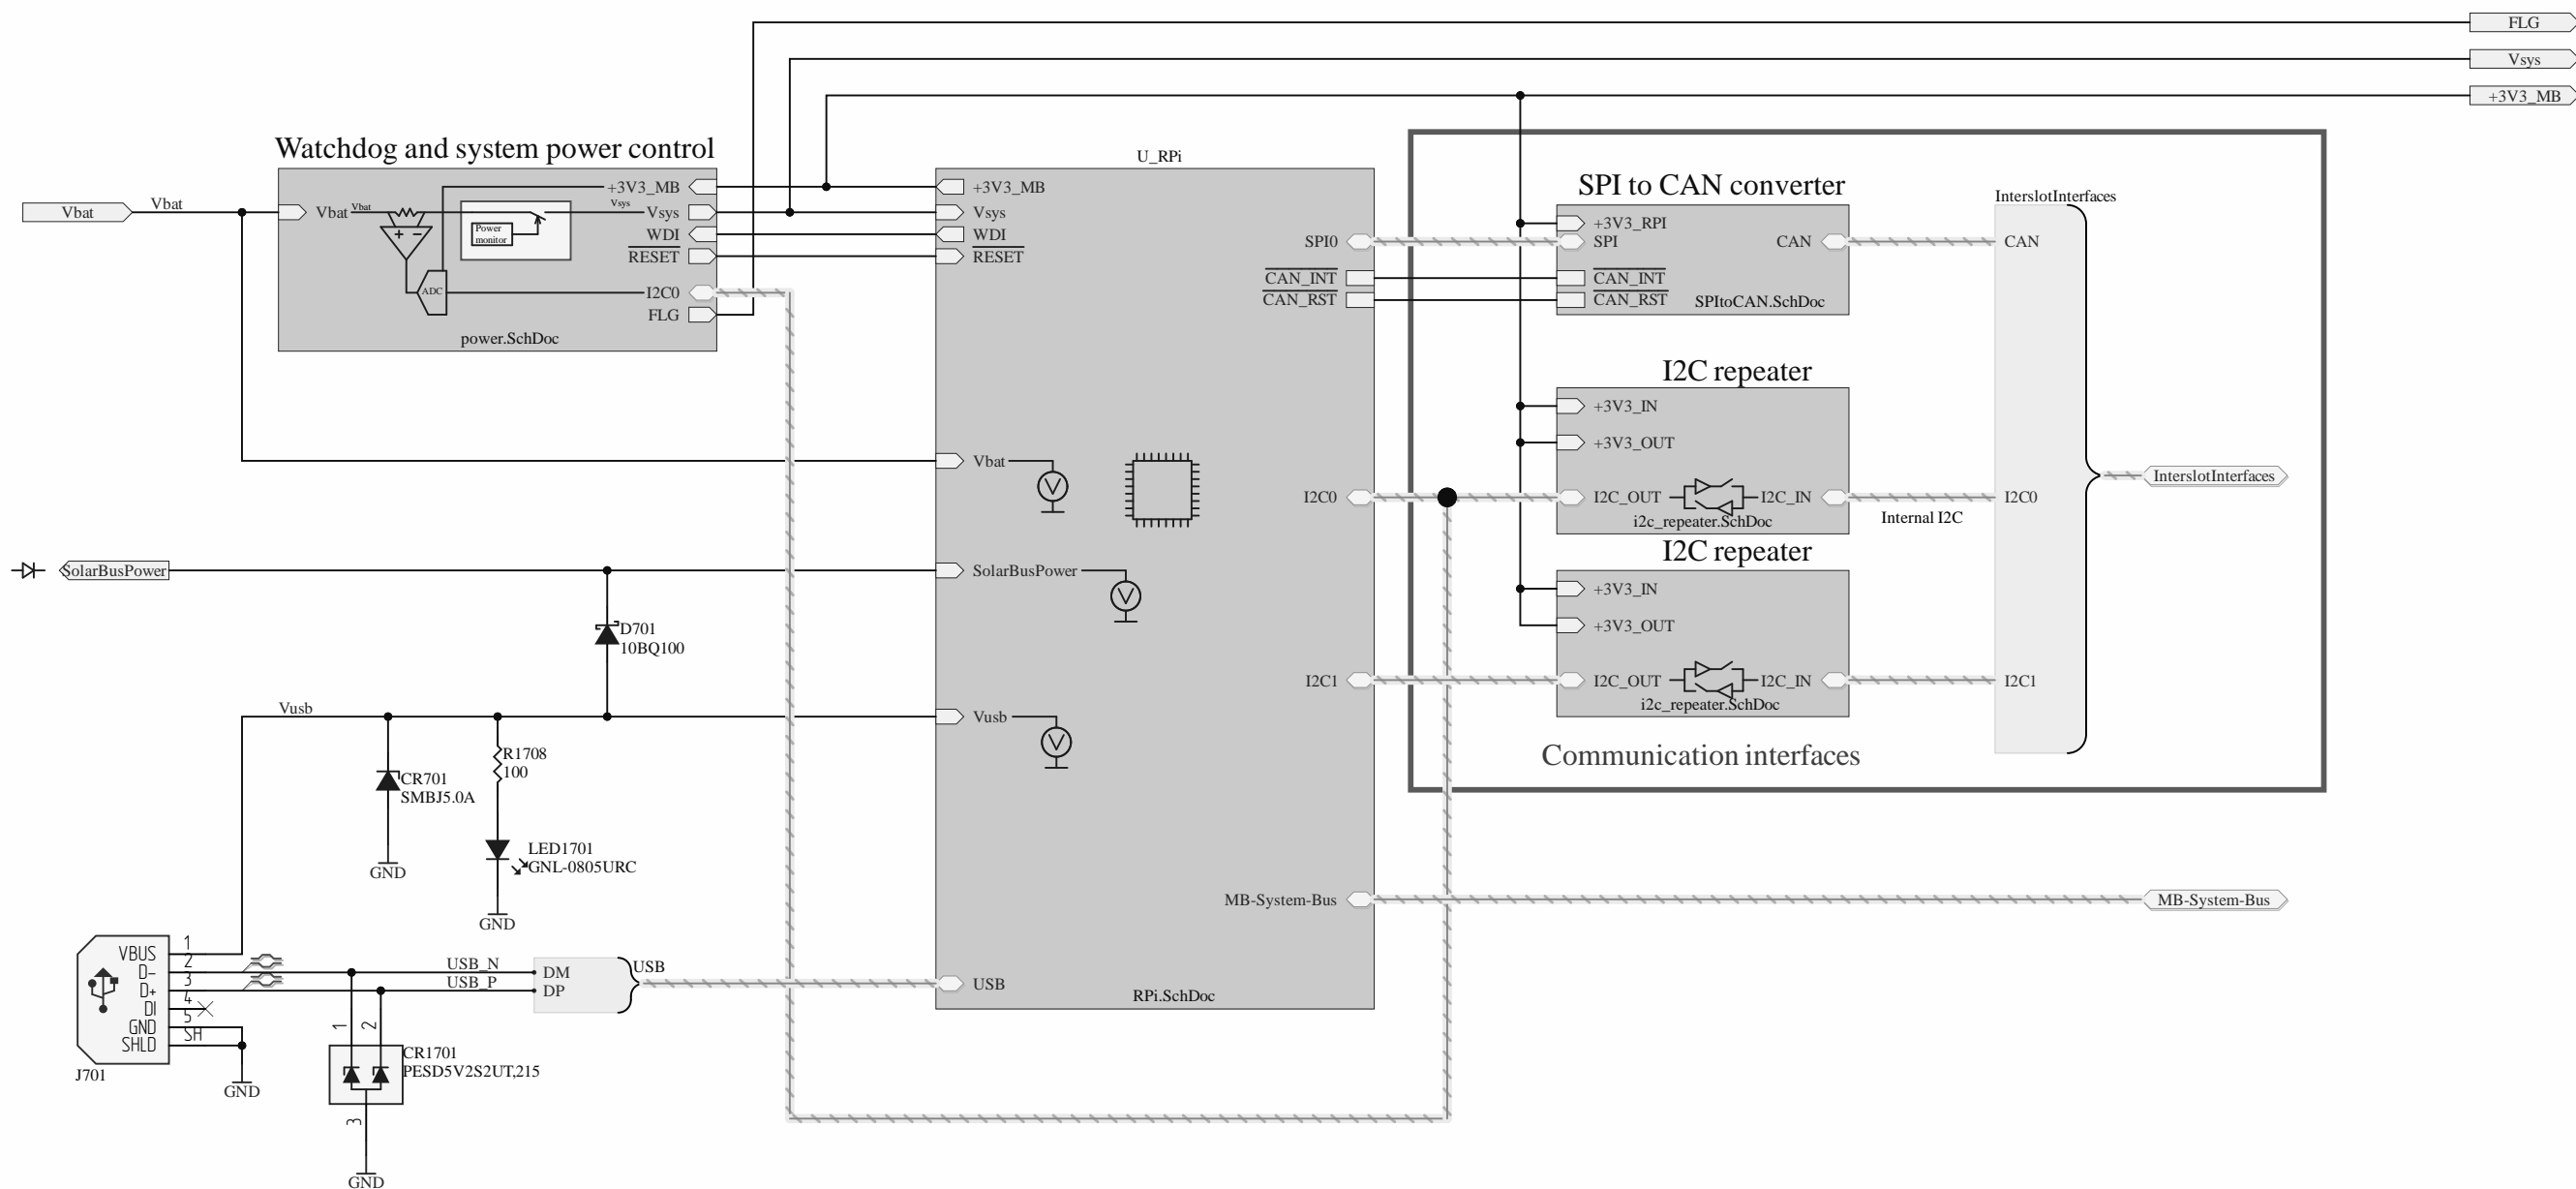 FLG
Vsys
+3V3_MB
Watchdog and system power control
Vbat
Vbat
Vbat
Vbat
+3V3_MB
Vsys
Vsys
WDI
RESET
I2C0
FLG
Power
monitor
ADC
power.SchDoc
U_RPi
+3V3_MB
Vsys
WDI
RESET
Vbat
V
SolarBusPower
V
Vusb
V
USB
SPI0
CAN_INT
CAN_RST
I2C0
I2C1
MB-System-Bus
RPi.SchDoc
SPI to CAN converter
+3V3_RPI
SPI
CAN
CAN_INT
CAN_RST
SPItoCAN.SchDoc
I2C repeater
+3V3_IN
+3V3_OUT
I2C_OUT
I2C_IN
i2c_repeater.SchDoc
Internal I2C
I2C repeater
+3V3_IN
+3V3_OUT
I2C_OUT
I2C_IN
i2c_repeater.SchDoc
Communication interfaces
InterslotInterfaces
CAN
I2C0
I2C1
InterslotInterfaces
MB-System-Bus
SolarBusPower
D701
10BQ100
Vusb
CR701
SMBJ5.0A
GND
R1708
100
LED1701
GNL-0805URC
GND
VBUS
D-
D+
DI
GND
SHLD
1
2
3
4
5
SH
J701
GND
USB_N
USB_P
DM
DP
USB
1
2
CR1701
PESD5V2S2UT,215
3
GND